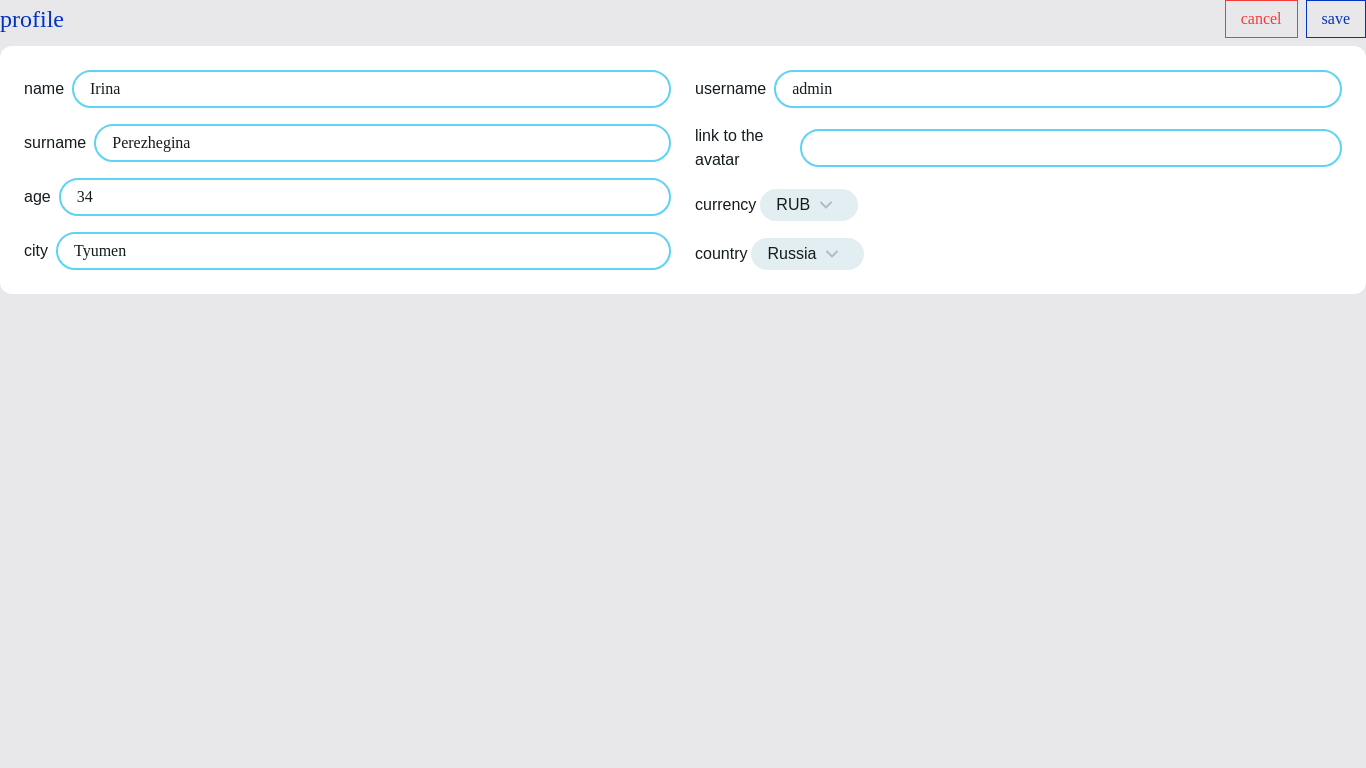 profile
cancel
save
name
Irina
surname
Perezhegina
age
34
city
Tyumen
username
admin
link to the
avatar
currency
RUB
country
Russia